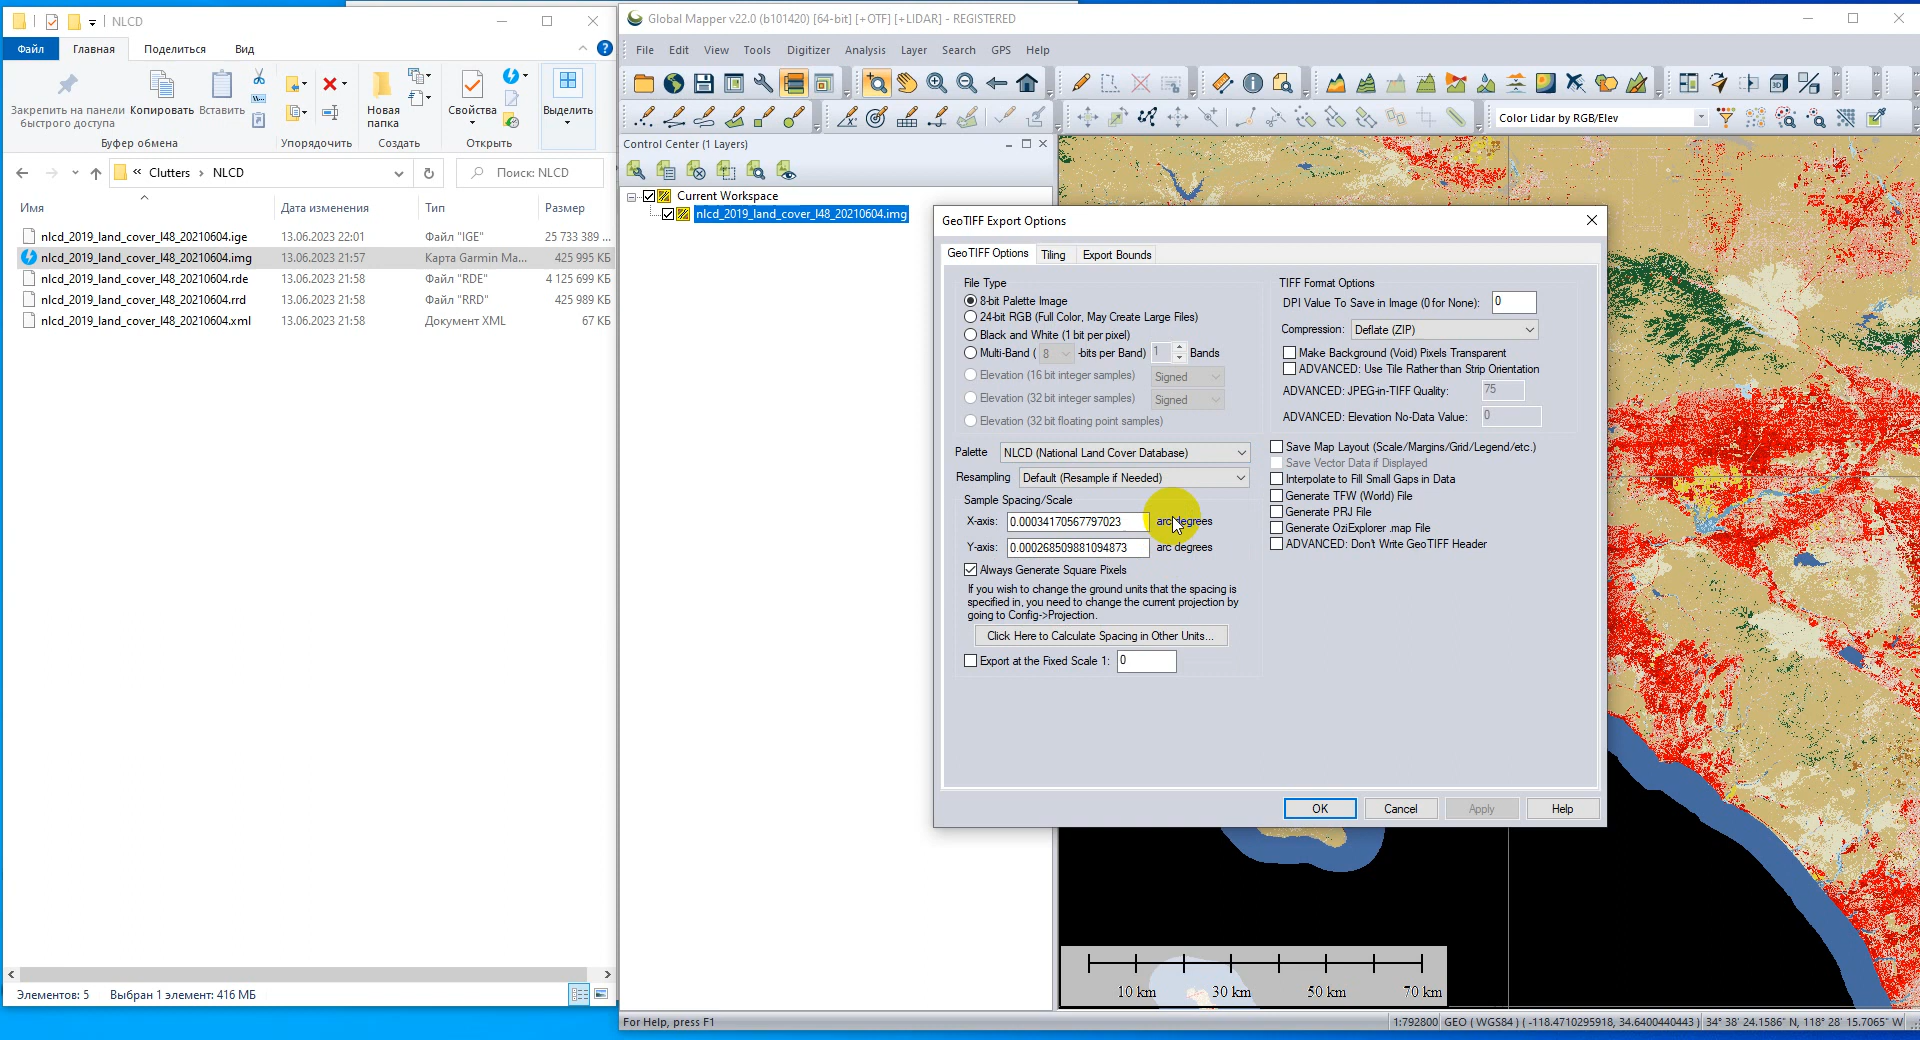 NLCD
Файл
Главная
Поделиться
Вид
Закрепить на панели
быстрого доступа
Копировать
Вставить
Новая
папка
Свойства
Выделить
Буфер обмена
Упорядочить
Создать
Открыть
« Clutters › NLCD
Поиск: NLCD
Имя
Дата изменения
Тип
Размер
nlcd_2019_land_cover_l48_20210604.ige 13.06.2023 22:01 Файл "IGE" 25 733 389 ...
nlcd_2019_land_cover_l48_20210604.img 13.06.2023 21:57 Карта Garmin Ma... 425 995 КБ
nlcd_2019_land_cover_l48_20210604.rde 13.06.2023 21:58 Файл "RDE" 4 125 699 КБ
nlcd_2019_land_cover_l48_20210604.rrd 13.06.2023 21:58 Файл "RRD" 425 989 КБ
nlcd_2019_land_cover_l48_20210604.xml 13.06.2023 21:58 Документ XML 67 КБ
Элементов: 5 Выбран 1 элемент: 416 МБ
Global Mapper v22.0 (b101420) [64-bit] [+OTF] [+LIDAR] - REGISTERED
File Edit View Tools Digitizer Analysis Layer Search GPS Help
Color Lidar by RGB/Elev
Control Center (1 Layers)
Current Workspace
nlcd_2019_land_cover_l48_20210604.img
GeoTIFF Export Options
GeoTIFF Options
Tiling
Export Bounds
File Type
8-bit Palette Image
24-bit RGB (Full Color, May Create Large Files)
Black and White (1 bit per pixel)
Multi-Band ( 8 -bits per Band) 1 Bands
Elevation (16 bit integer samples) Signed
Elevation (32 bit integer samples) Signed
Elevation (32 bit floating point samples)
Palette NLCD (National Land Cover Database)
Resampling Default (Resample if Needed)
Sample Spacing/Scale
X-axis: 0.00034170567797023 arc degrees
Y-axis: 0.000268509881094873 arc degrees
Always Generate Square Pixels
If you wish to change the ground units that the spacing is
specified in, you need to change the current projection by
going to Config->Projection.
Click Here to Calculate Spacing in Other Units...
Export at the Fixed Scale 1: 0
TIFF Format Options
DPI Value To Save in Image (0 for None): 0
Compression: Deflate (ZIP)
Make Background (Void) Pixels Transparent
ADVANCED: Use Tile Rather than Strip Orientation
ADVANCED: JPEG-in-TIFF Quality: 75
ADVANCED: Elevation No-Data Value: 0
Save Map Layout (Scale/Margins/Grid/Legend/etc.)
Save Vector Data if Displayed
Interpolate to Fill Small Gaps in Data
Generate TFW (World) File
Generate PRJ File
Generate OziExplorer .map File
ADVANCED: Don't Write GeoTIFF Header
OK
Cancel
Apply
Help
10 km 30 km 50 km 70 km
For Help, press F1
1:792800 GEO ( WGS84 ) ( -118.4710295918, 34.6400440443 ) 34° 38' 24.1586" N, 118° 28' 15.7065" W